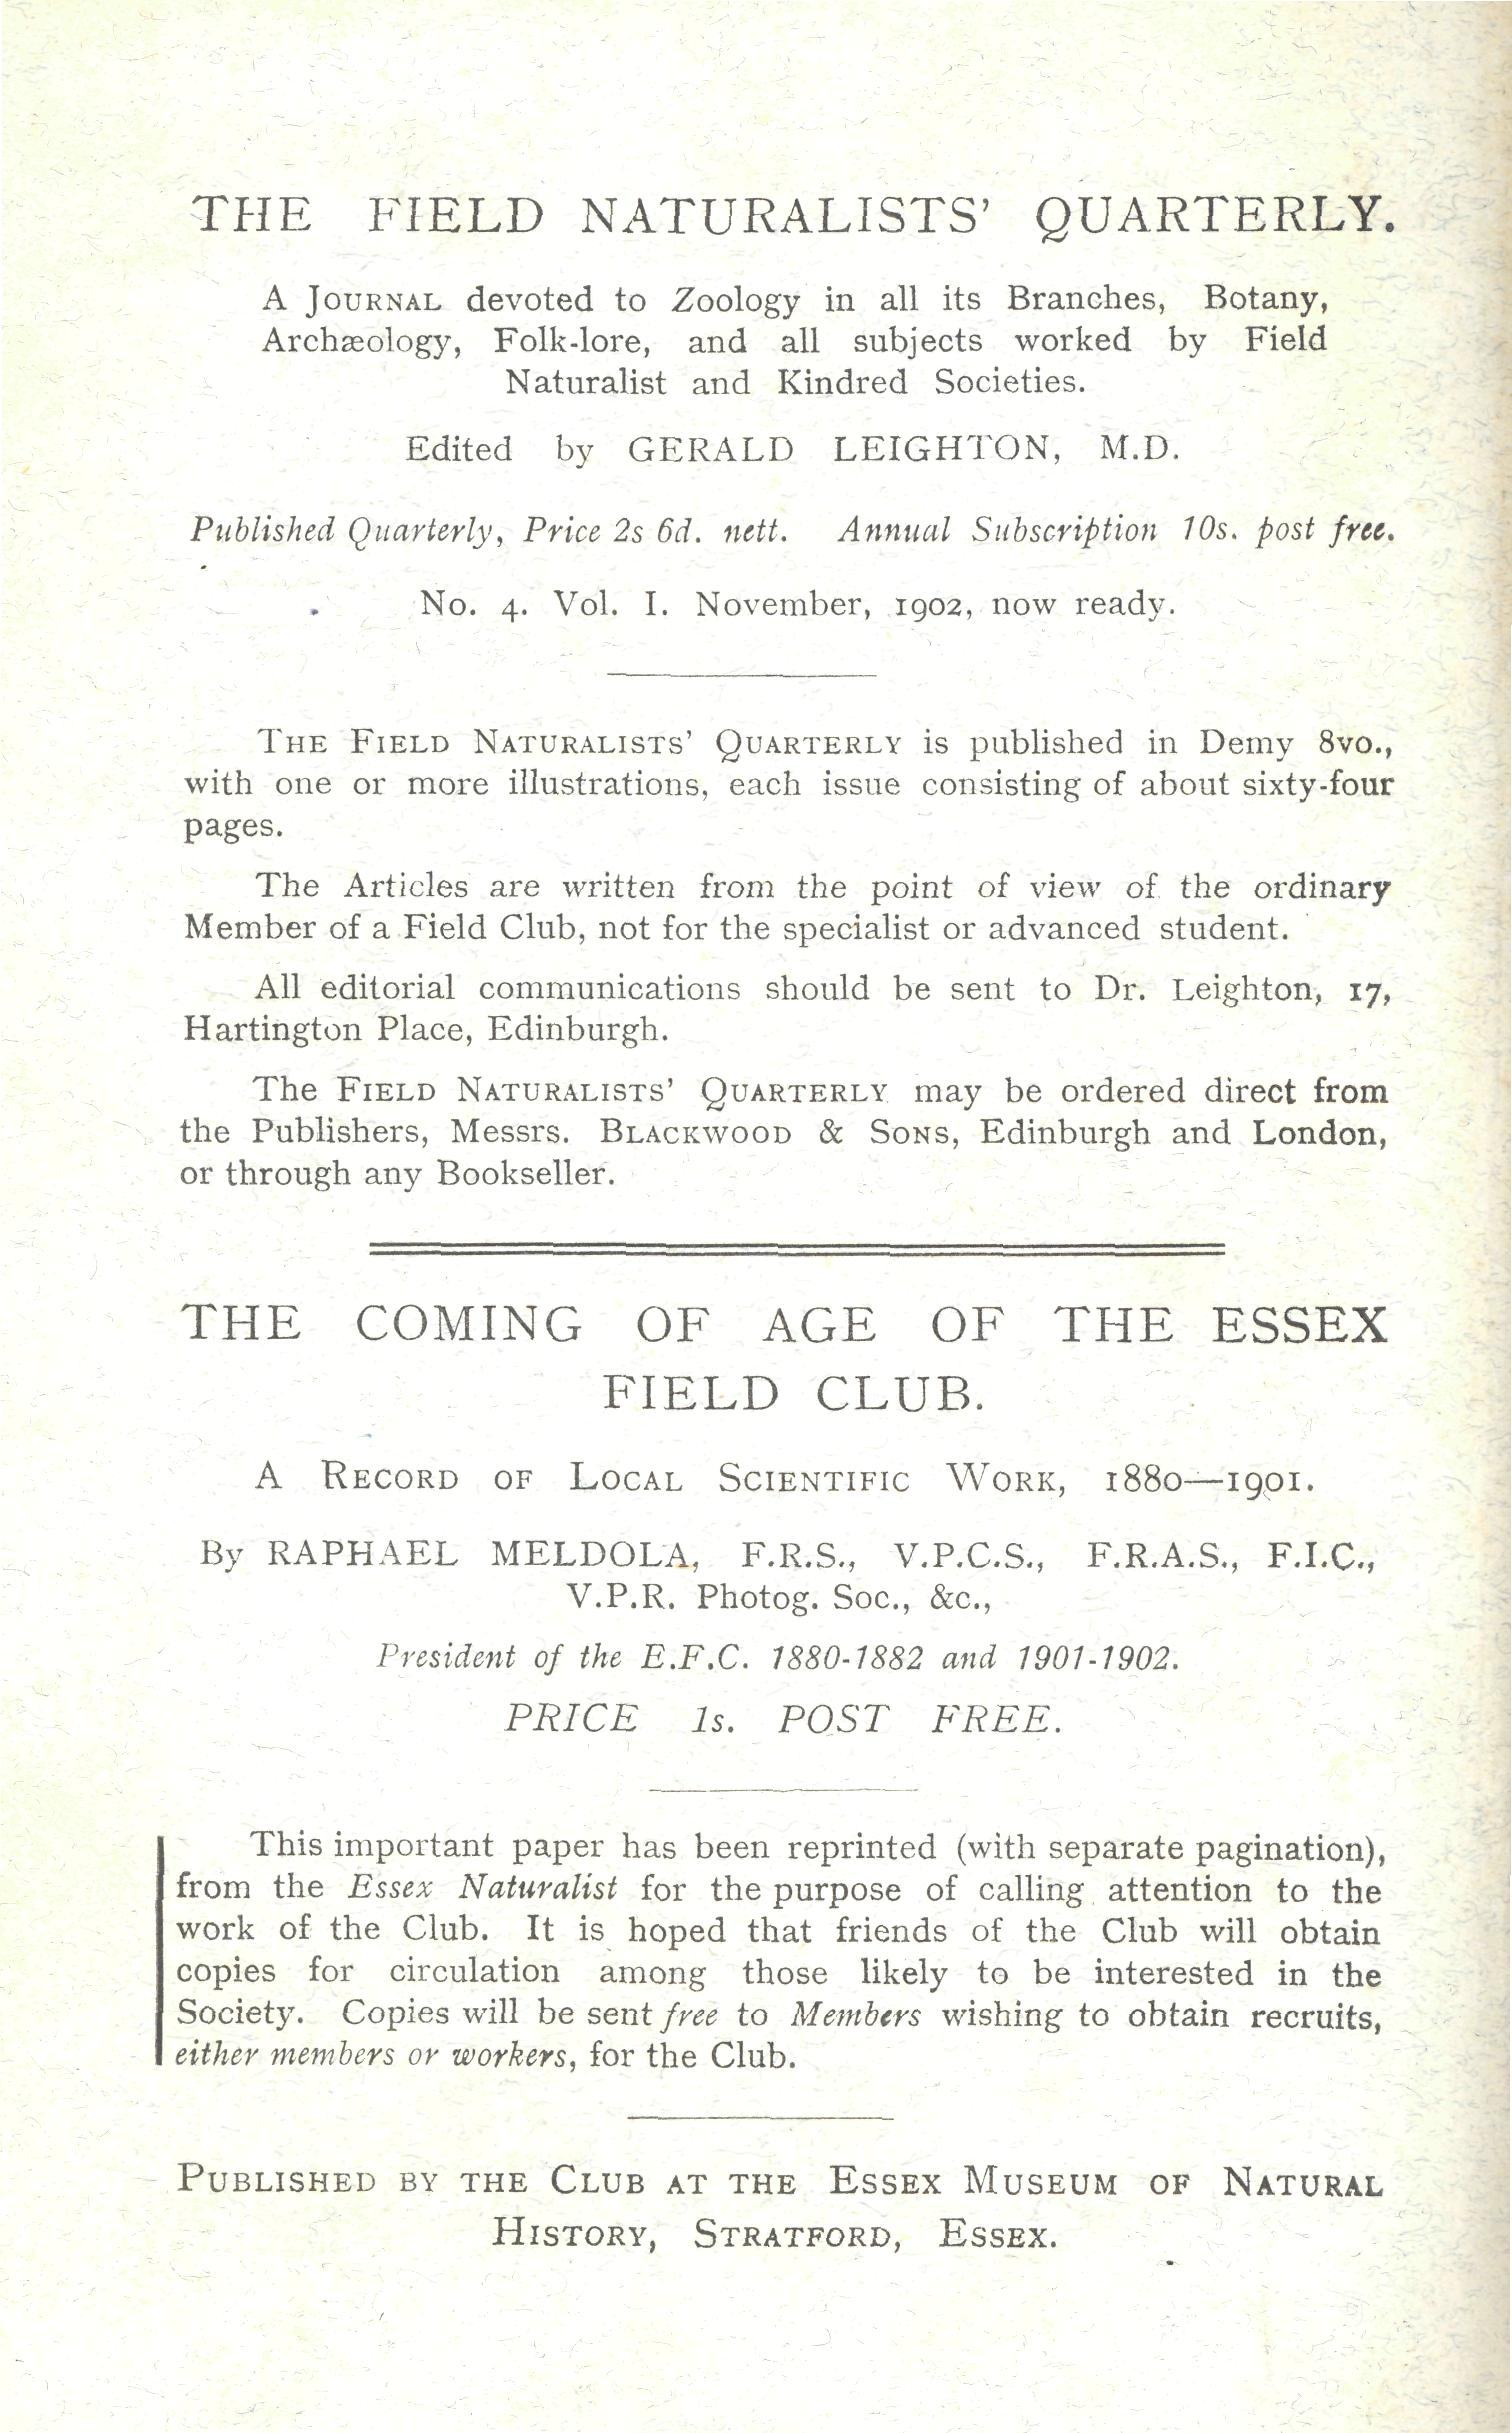 THE FIELD NATURALISTS' QUARTERLY.
A JOURNAL devoted to Zoology in all its Branches, Botany,
Archæology, Folk-lore, and all subjects worked by Field
Naturalist and Kindred Societies.
Edited by GERALD LEIGHTON, M.D.
Published Quarterly, Price 2s 6d. nett. Annual Subscription 10s. post free.
No. 4. Vol. I. November, 1902, now ready.
THE FIELD NATURALISTS' QUARTERLY is published in Demy 8vo.,
with one or more illustrations, each issue consisting of about sixty-four
pages.
The Articles are written from the point of view of the ordinary
Member of a Field Club, not for the specialist or advanced student.
All editorial communications should be sent to Dr. Leighton, 17,
Hartington Place, Edinburgh.
The FIELD NATURALISTS' QUARTERLY may be ordered direct from
the Publishers, Messrs. BLACKWOOD & SONS, Edinburgh and London,
or through any Bookseller.
THE COMING OF AGE OF THE ESSEX
FIELD CLUB.
A RECORD OF LOCAL SCIENTIFIC WORK, 1880—1901.
By RAPHAEL MELDOLA, F.R.S., V.P.C.S., F.R.A.S., F.I.C.,
V.P.R. Photog. Soc., &c.,
President of the E.F.C. 1880-1882 and 1901-1902.
PRICE 1s. POST FREE.
This important paper has been reprinted (with separate pagination),
from the Essex Naturalist for the purpose of calling attention to the
work of the Club. It is hoped that friends of the Club will obtain
copies for circulation among those likely to be interested in the
Society. Copies will be sent free to Members wishing to obtain recruits,
either members or workers, for the Club.
PUBLISHED BY THE CLUB AT THE ESSEX MUSEUM OF NATURAL
HISTORY, STRATFORD, ESSEX.